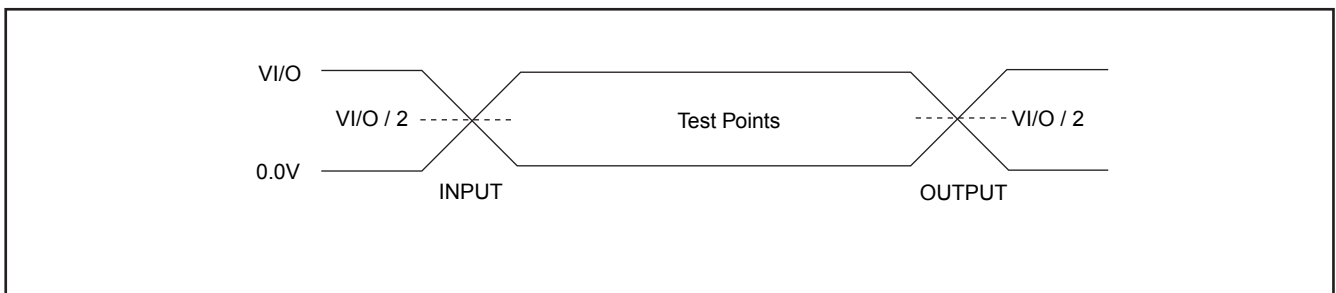 VI/O
VI/O / 2
Test Points
VI/O / 2
0.0V
INPUT
OUTPUT